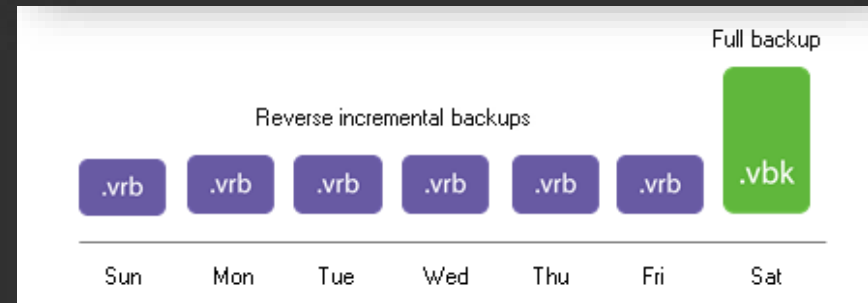 Full backup
Reverse incremental backups
.vrb .vrb .vrb .vrb .vrb .vrb .vbk
Sun Mon Tue Wed Thu Fri Sat